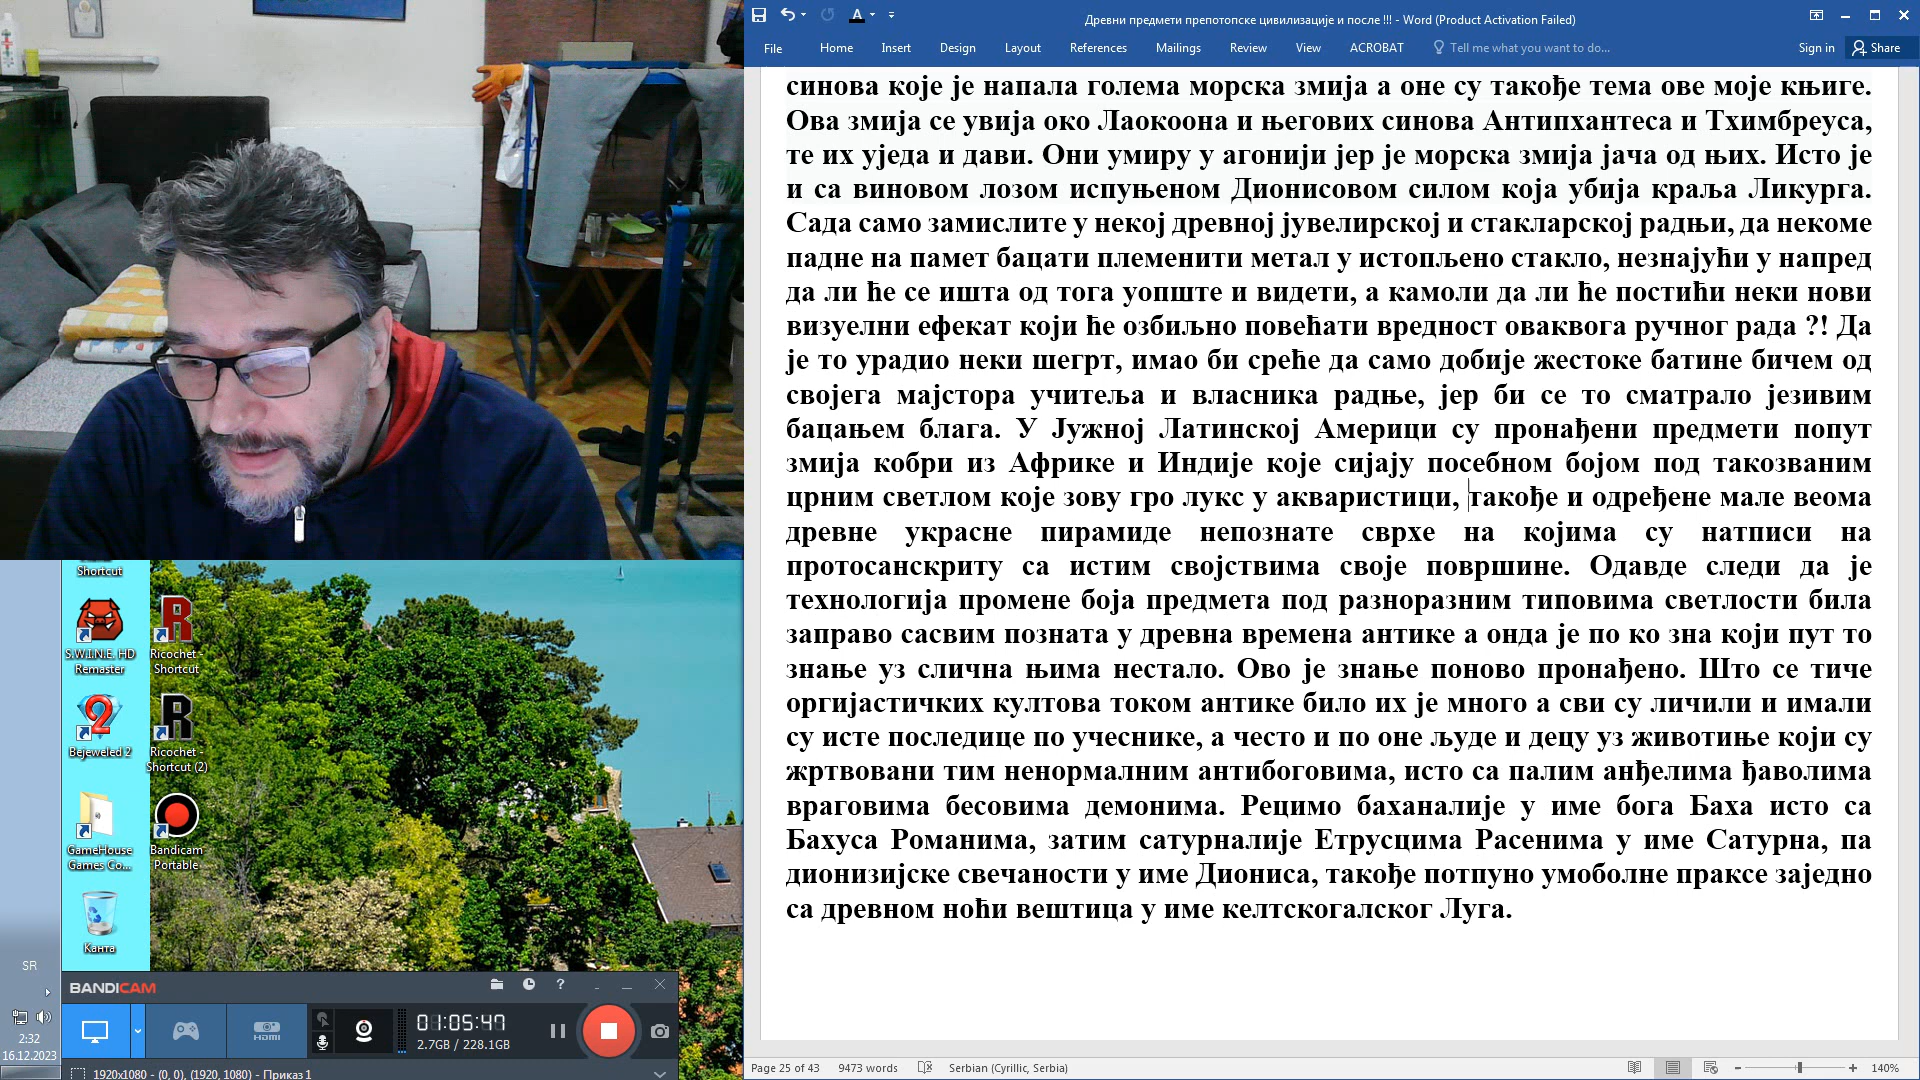 Древни предмети препотопске цивилизације и после !!! - Word (Product Activation Failed)
File Home Insert Design Layout References Mailings Review View ACROBAT Tell me what you want to do... Sign in Share
синова које је напала голема морска змија а оне су такође тема ове моје књиге.
Ова змија се увија око Лаокоона и његових синова Антипхантеса и Тхимбреуса,
те их уједа и дави. Они умиру у агонији јер је морска змија јача од њих. Исто је
и са виновом лозом испуњеном Дионисовом силом која убија краља Ликурга.
Сада само замислите у некој древној јувелирској и стакларској радњи, да некоме
падне на памет бацати племенити метал у истопљено стакло, незнајући у напред
да ли ће се ишта од тога уопште и видети, а камоли да ли ће постићи неки нови
визуелни ефекат који ће озбиљно повећати вредност оваквога ручног рада ?! Да
је то урадио неки шегрт, имао би среће да само добије жестоке батине бичем од
својега мајстора учитеља и власника радње, јер би се то сматрало језивим
бацањем блага. У Јужној Латинској Америци су пронађени предмети попут
змија кобри из Африке и Индије које сијају посебном бојом под такозваним
црним светлом које зову гро лукс у акваристици, такође и одређене мале веома
древне украсне пирамиде непознате сврхе на којима су натписи на
протосанскриту са истим својствима своје површине. Одавде следи да је
технологија промене боја предмета под разноразним типовима светлости била
заправо сасвим позната у древна времена антике а онда је по ко зна који пут то
знање уз слична њима нестало. Ово је знање поново пронађено. Што се тиче
оргијастичких култова током антике било их је много а сви су личили и имали
су исте последице по учеснике, а често и по оне људе и децу уз животиње који су
жртвовани тим ненормалним антибоговима, исто са палим анђелима ђаволима
враговима бесовима демонима. Рецимо баханалије у име бога Баха исто са
Бахуса Романима, затим сатурналије Етрусцима Расенима у име Сатурна, па
дионизијске свечаности у име Диониса, такође потпуно умоболне праксе заједно
са древном ноћи вештица у име келтскогалског Луга.
Page 25 of 43 9473 words Serbian (Cyrillic, Serbia) 140%
Shortcut
S.W.I.N.E. HD
Remaster
Ricochet -
Shortcut
Bejeweled 2
Ricochet -
Shortcut (2)
GameHouse
Games Co...
Bandicam
Portable
Канта
SR
2:32
16.12.2023
BANDICAM
HDMI
01:05:47
2.7GB / 228.1GB
1920x1080 - (0, 0), (1920, 1080) - Приказ 1